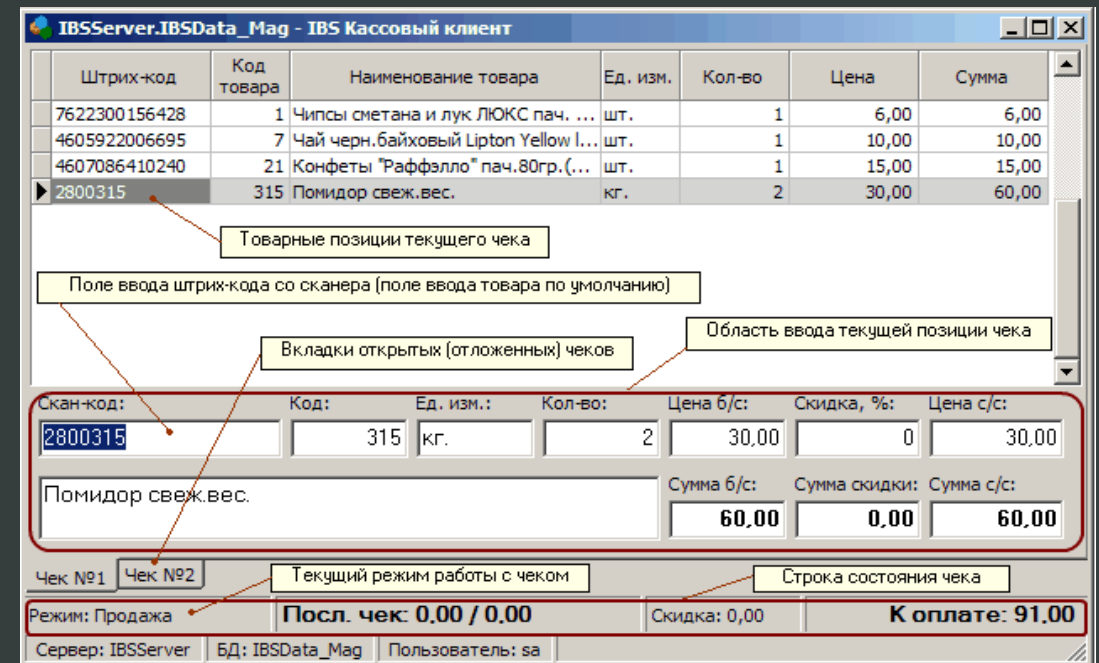 IBSServer.IBSData_Mag - IBS Кассовый клиент
Штрих-код Код товара Наименование товара Ед. изм. Кол-во Цена Сумма
7622300156428 1 Чипсы сметана и лук ЛЮКС пач. ... шт. 1 6,00 6,00
4605922006695 7 Чай черн.байховый Lipton Yellow l... шт. 1 10,00 10,00
4607086410240 21 Конфеты "Раффэлло" пач.80гр.(... шт. 1 15,00 15,00
2800315 315 Помидор свеж.вес. кг. 2 30,00 60,00
Товарные позиции текущего чека
Поле ввода штрих-кода со сканера (поле ввода товара по умолчанию)
Область ввода текущей позиции чека
Вкладки открытых (отложенных) чеков
Скан-код: Код: Ед. изм.: Кол-во: Цена б/с: Скидка, %: Цена с/с:
2800315 315 кг. 2 30,00 0 30,00
Сумма б/с: Сумма скидки: Сумма с/с:
Помидор свеж.вес. 60,00 0,00 60,00
Чек №1 Чек №2
Текущий режим работы с чеком
Строка состояния чека
Режим: Продажа Посл. чек: 0,00 / 0,00 Скидка: 0,00 К оплате: 91,00
Сервер: IBSServer БД: IBSData_Mag Пользователь: sa